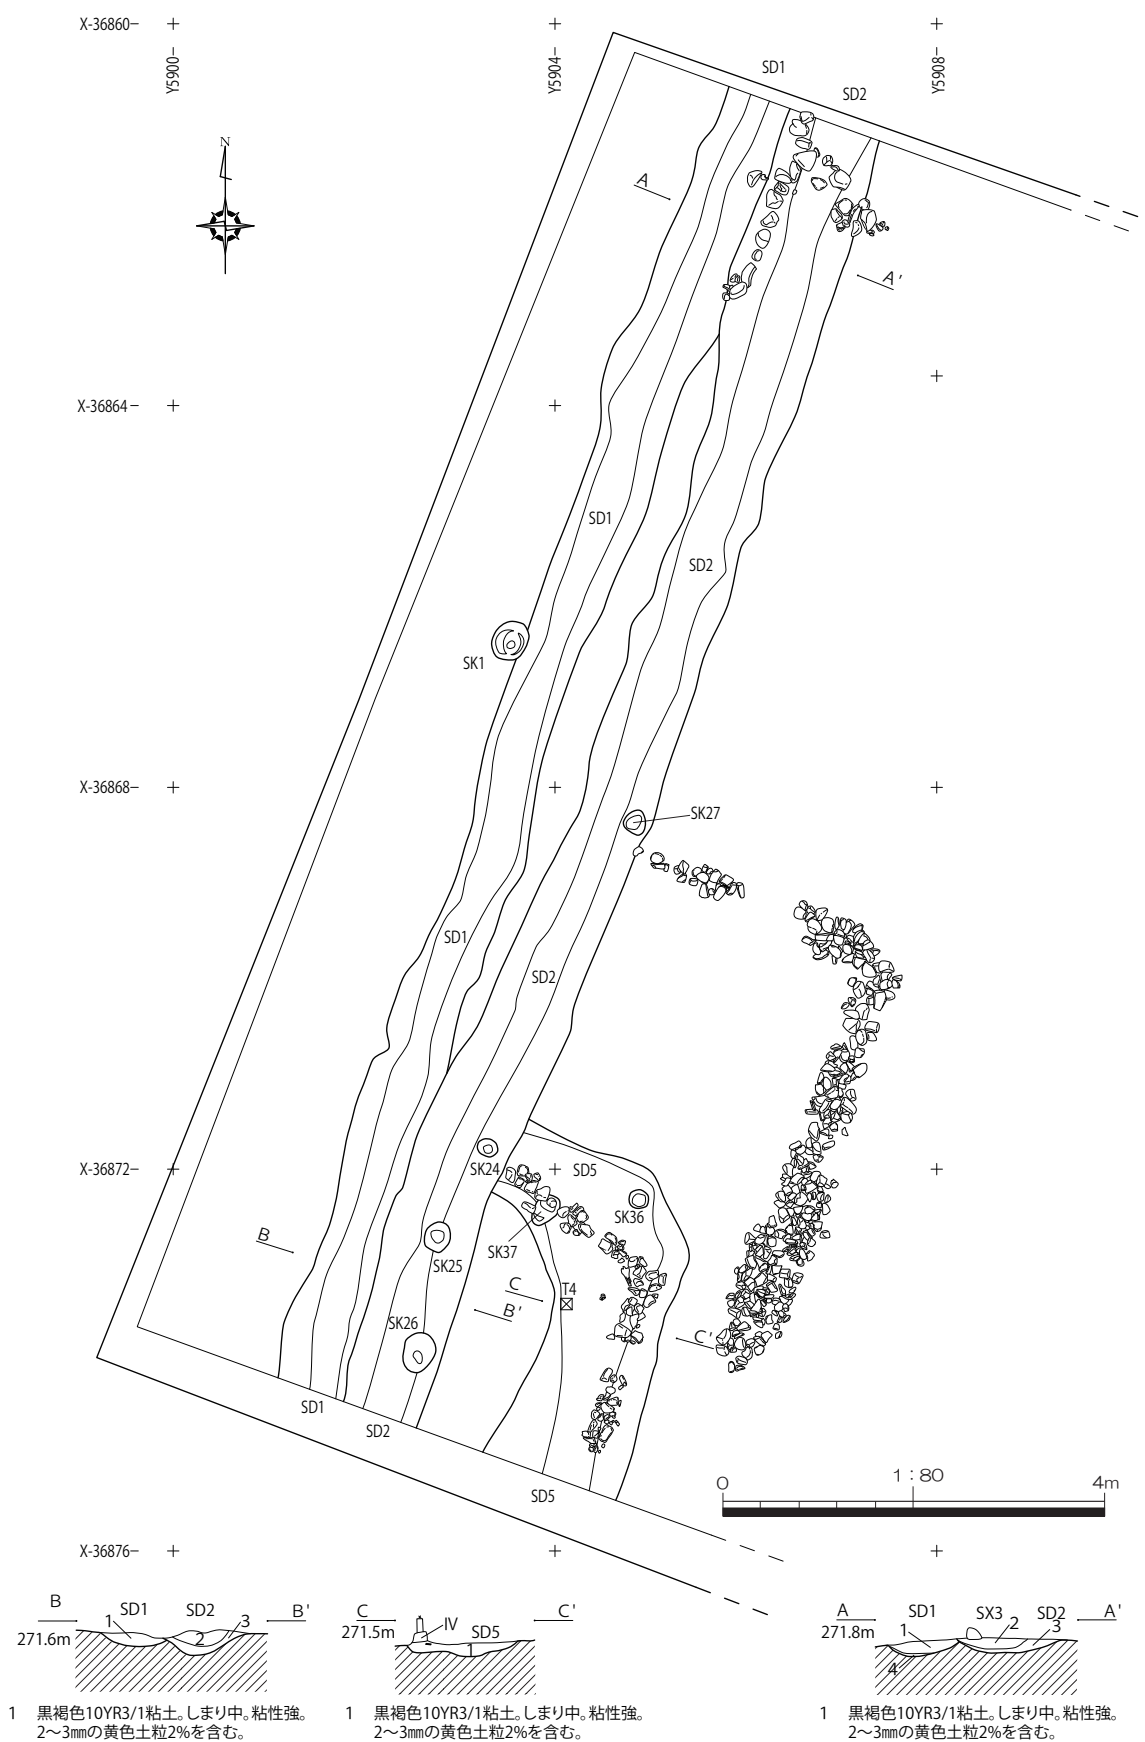 X-36860
Y5900
Y5904
Y5908
SD1
SD2
N
A
A'
X-36864
SD1
SD2
SK1
X-36868
SK27
SD1
SD2
X-36872
SK24
SD5
SK36
SK37
B
SK25
C
T4
B'
SK26
C'
SD1
SD2
SD5
0
1:80
4m
X-36876
B
SD1
SD2
B'
1
2
3
271.6m
C
IV
SD5
C'
271.5m
1
A
SD1
SX3
SD2
A'
271.8m
1
2
3
4
1 黒褐色10YR3/1粘土。しまり中。粘性強。
2～3㎜の黄色土粒2%を含む。
1 黒褐色10YR3/1粘土。しまり中。粘性強。
2～3㎜の黄色土粒2%を含む。
1 黒褐色10YR3/1粘土。しまり中。粘性強。
2～3㎜の黄色土粒2%を含む。